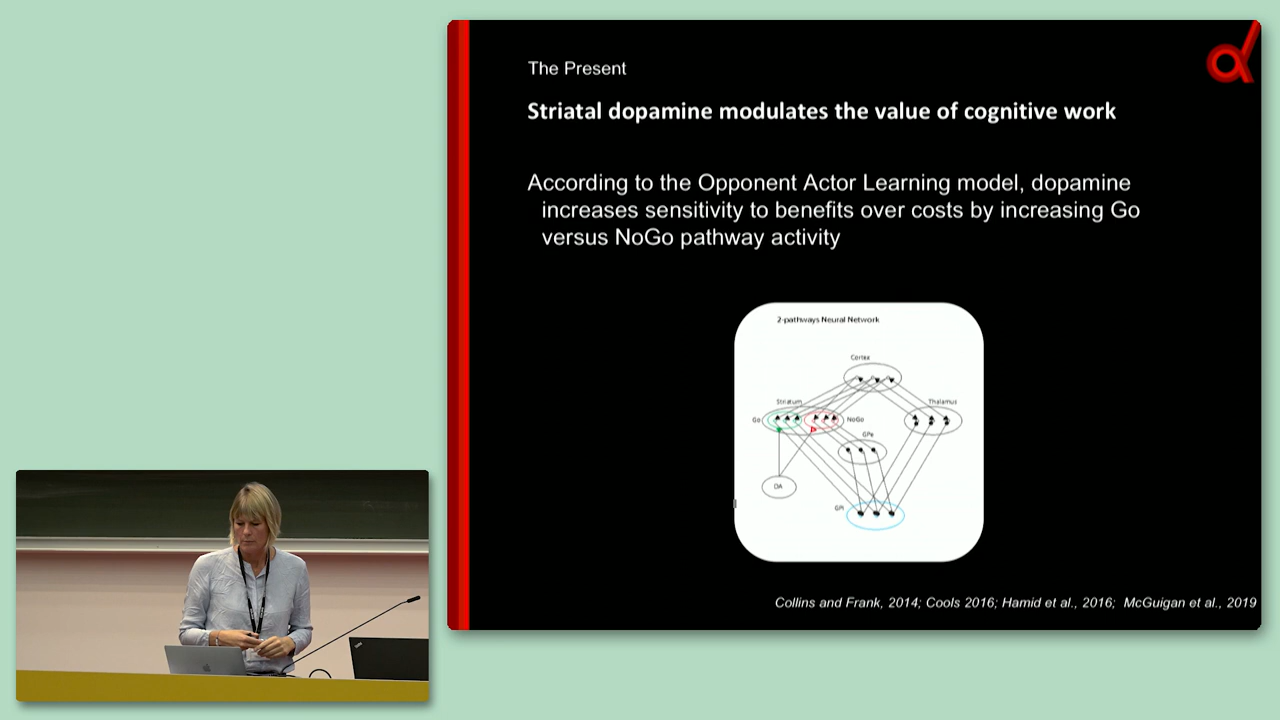 The Present
Striatal dopamine modulates the value of cognitive work
According to the Opponent Actor Learning model, dopamine
increases sensitivity to benefits over costs by increasing Go
versus NoGo pathway activity
2-pathways Neural Network
Cortex
Striatum
Thalamus
Go
NoGo
GPe
DA
GPi
Collins and Frank, 2014; Cools 2016; Hamid et al., 2016; McGuigan et al., 2019